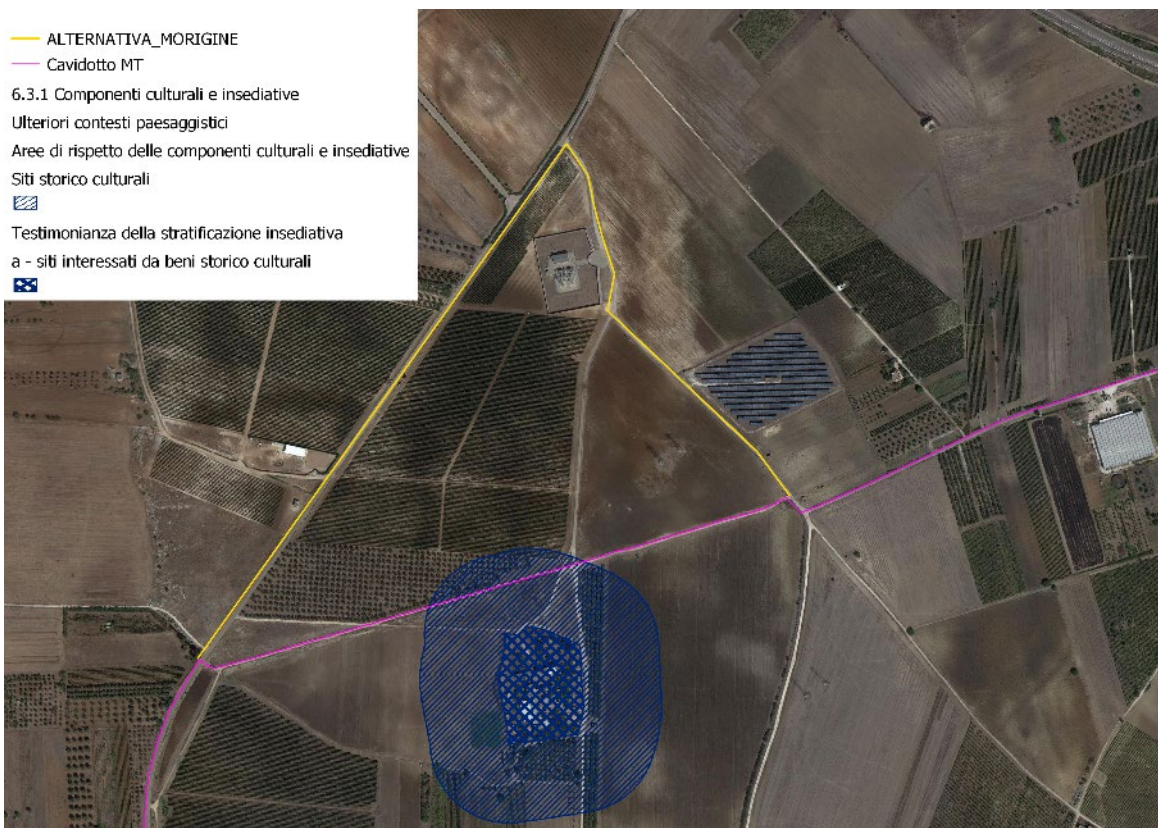 ALTERNATIVA_MORIGINE
Cavidotto MT
6.3.1 Componenti culturali e insediative
Ulteriori contesti paesaggistici
Aree di rispetto delle componenti culturali e insediative
Siti storico culturali
Testimonianza della stratificazione insediativa
a - siti interessati da beni storico culturali